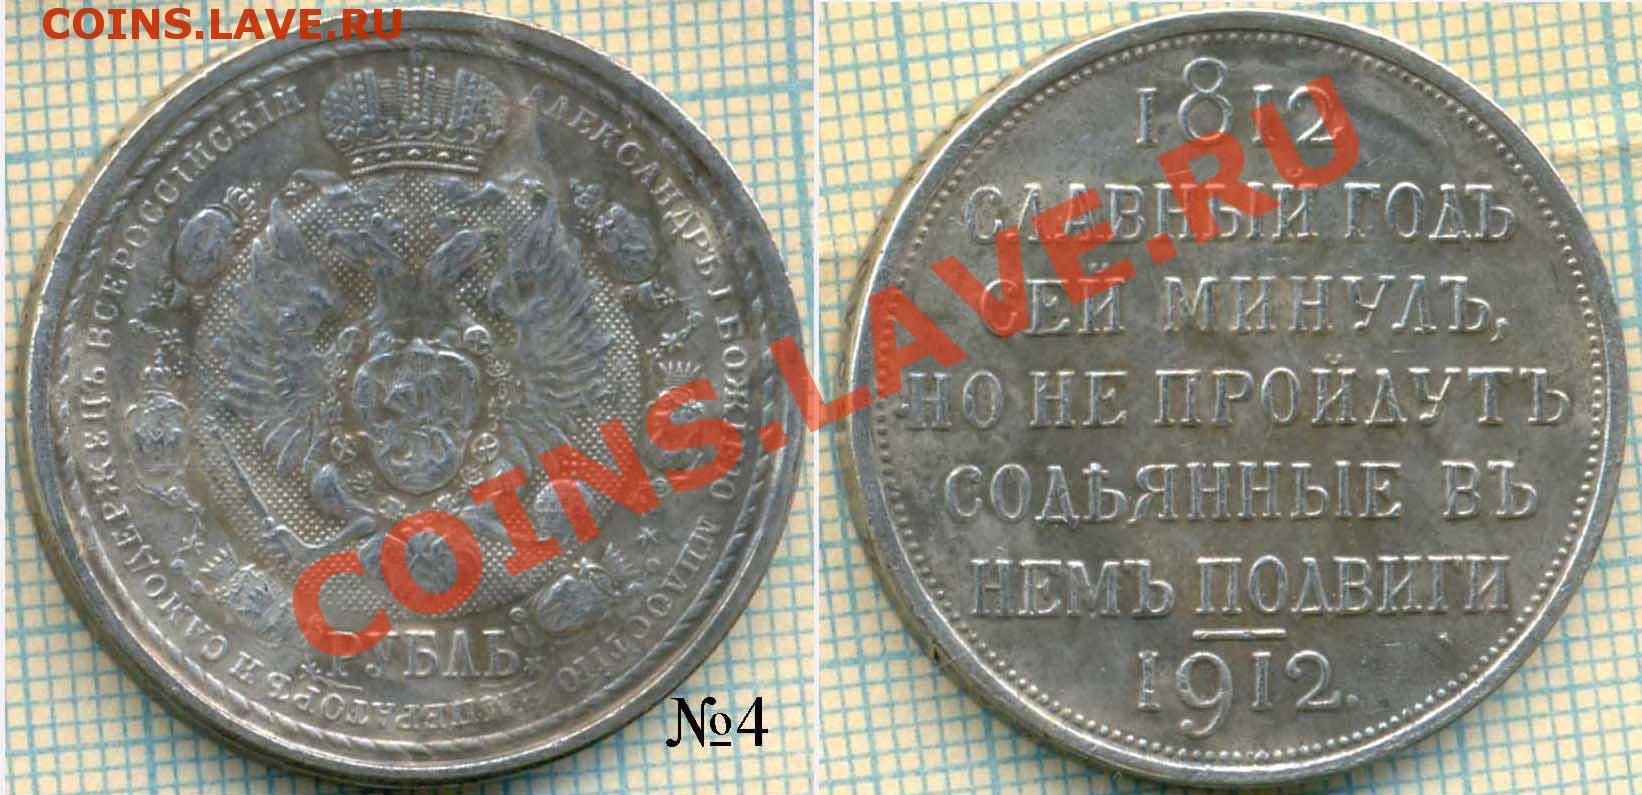 COINS.LAVE.RU
АЛЕКСАНДРЪ I БОЖІЕЮ МИЛОСТІЮ ИМПЕРАТОРЪ И САМОДЕРЖЕЦЪ ВСЕРОССІЙСКІЙ
РУБЛЬ
№4
1812
СЛАВНЫЙ ГОДЪ
СЕЙ МИНУЛЪ,
НО НЕ ПРОЙДУТЪ
СОДѢЯННЫЕ ВЪ
НЕМЪ ПОДВИГИ
1912.
COINS.LAVE.RU